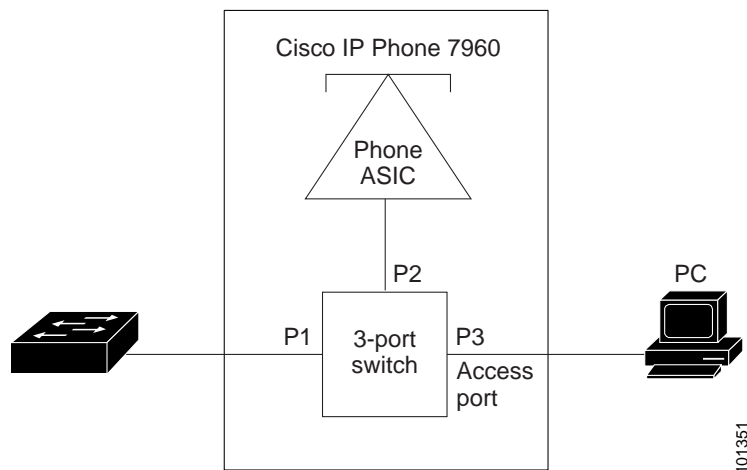 Cisco IP Phone 7960
Phone
ASIC
P2
PC
P1
3-port
switch
P3
Access
port
101351